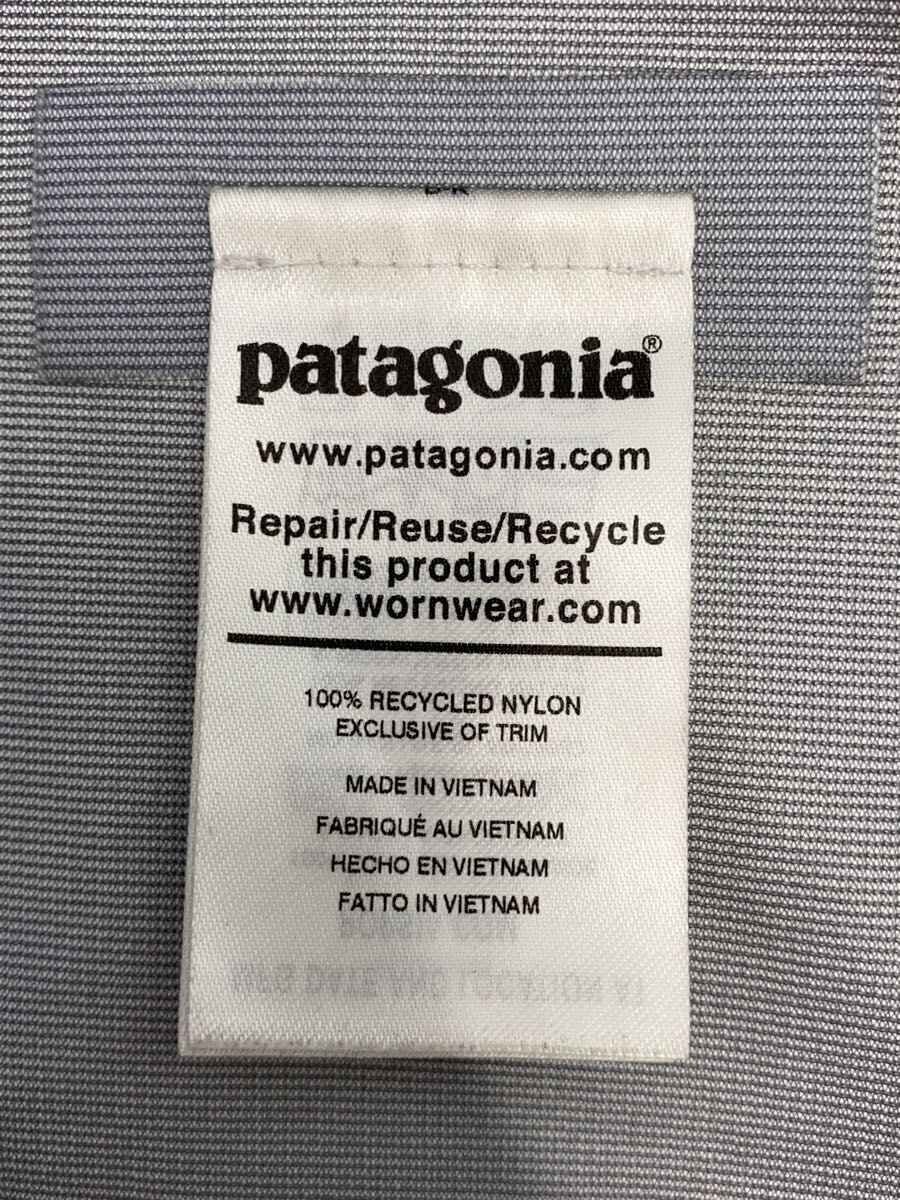 patagonia®
www.patagonia.com
Repair/Reuse/Recycle
this product at
www.wornwear.com
100% RECYCLED NYLON
EXCLUSIVE OF TRIM
MADE IN VIETNAM
FABRIQUÉ AU VIETNAM
HECHO EN VIETNAM
FATTO IN VIETNAM